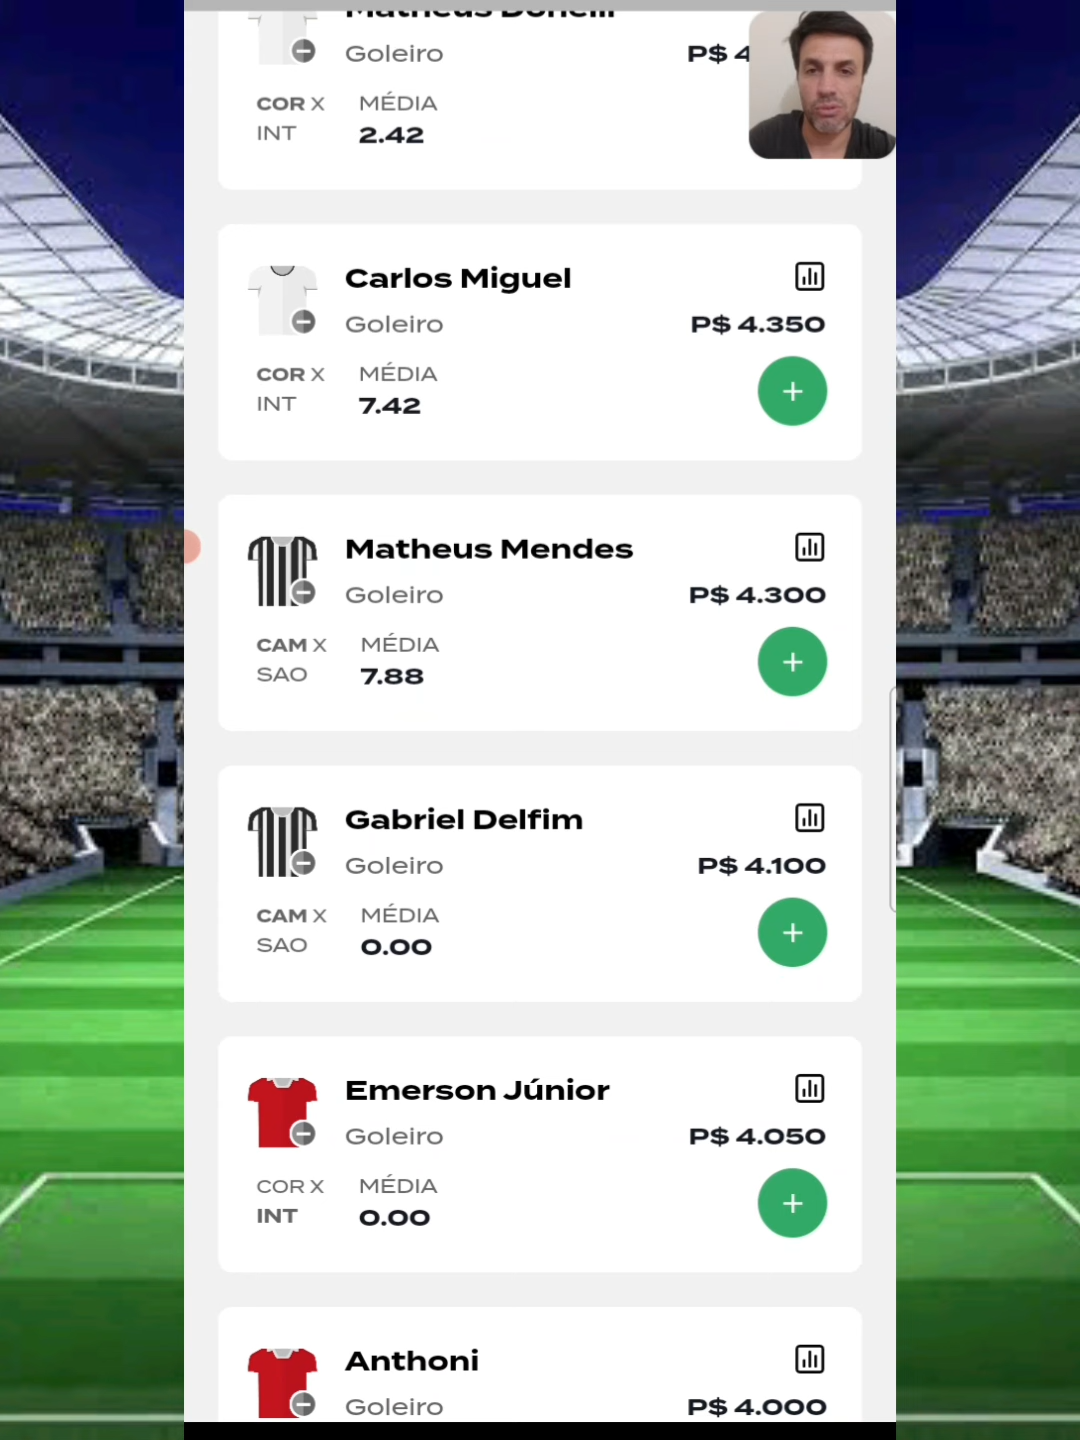 Matheus Donelli
Goleiro
P$ 4
COR X
INT
MÉDIA
2.42
Carlos Miguel
Goleiro
P$ 4.350
COR X
INT
MÉDIA
7.42
Matheus Mendes
Goleiro
P$ 4.300
CAM X
SAO
MÉDIA
7.88
Gabriel Delfim
Goleiro
P$ 4.100
CAM X
SAO
MÉDIA
0.00
Emerson Júnior
Goleiro
P$ 4.050
COR X
INT
MÉDIA
0.00
Anthoni
Goleiro
P$ 4.000